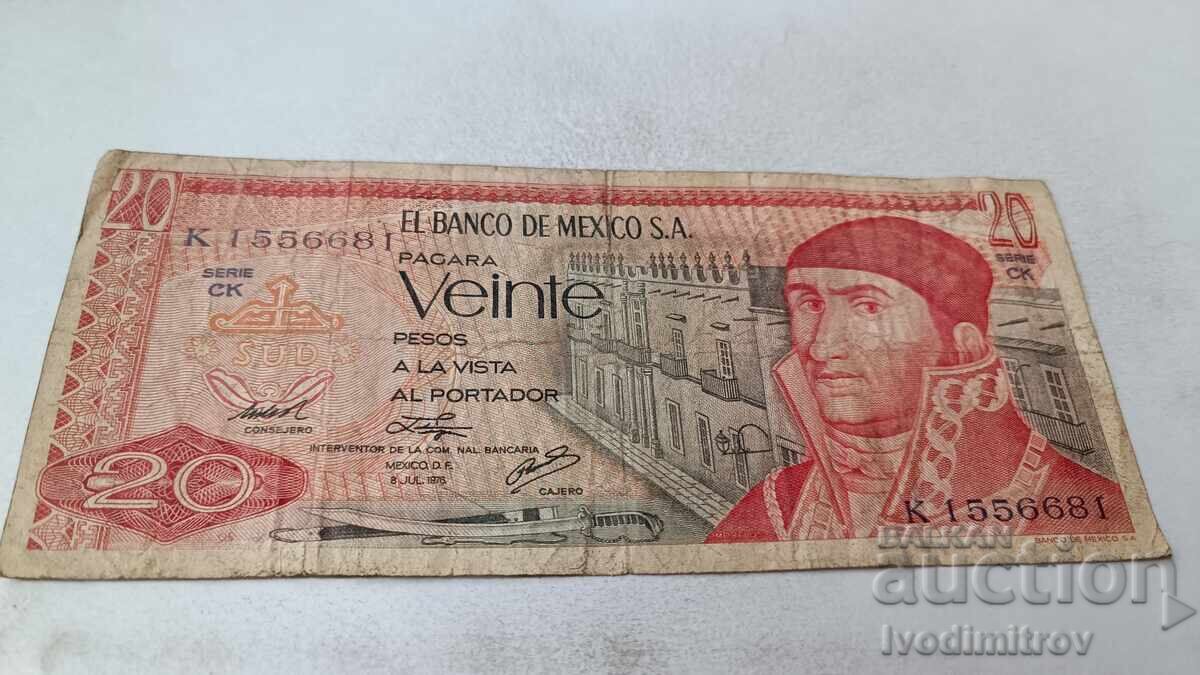 20
20
EL BANCO DE MEXICO S.A.
K 1556681
PAGARA
SERIE
CK
SERIE
CK
Veinte
PESOS
SUD
A LA VISTA
AL PORTADOR
CONSEJERO
INTERVENTOR DE LA COM. NAL. BANCARIA
MEXICO, D. F.
8 JUL. 1976
CAJERO
20
K 1556681
BANCO DE MEXICO S.A.
BALKAN
auction
Ivodimitrov